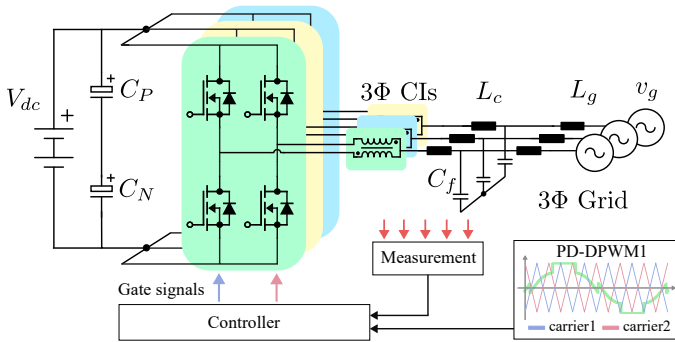 V_dc
+
+
C_P
+
C_N
3Φ CIs
L_c
L_g
v_g
C_f
3Φ Grid
Measurement
Gate signals
Controller
PD-DPWM1
carrier1
carrier2